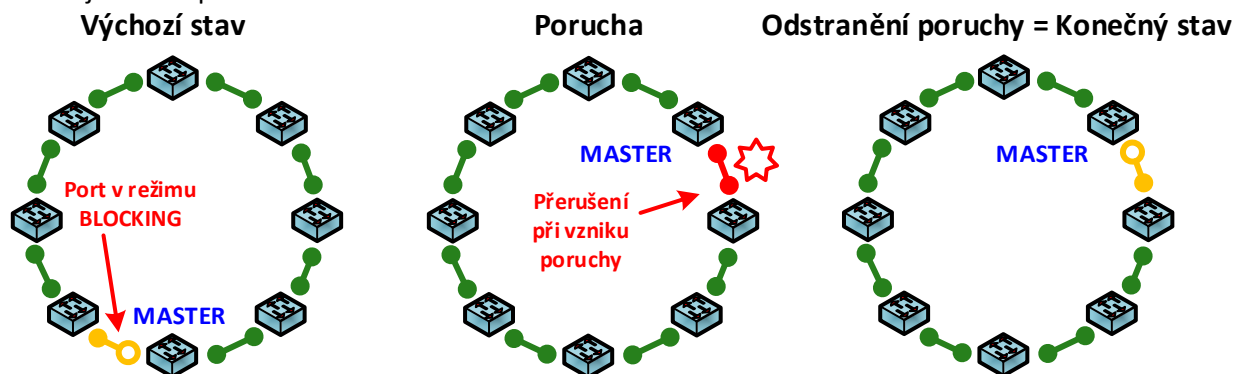 Výchozí stav
Porucha
Odstranění poruchy = Konečný stav
Port v režimu
BLOCKING
MASTER
MASTER
Přerušení
při vzniku
poruchy
MASTER